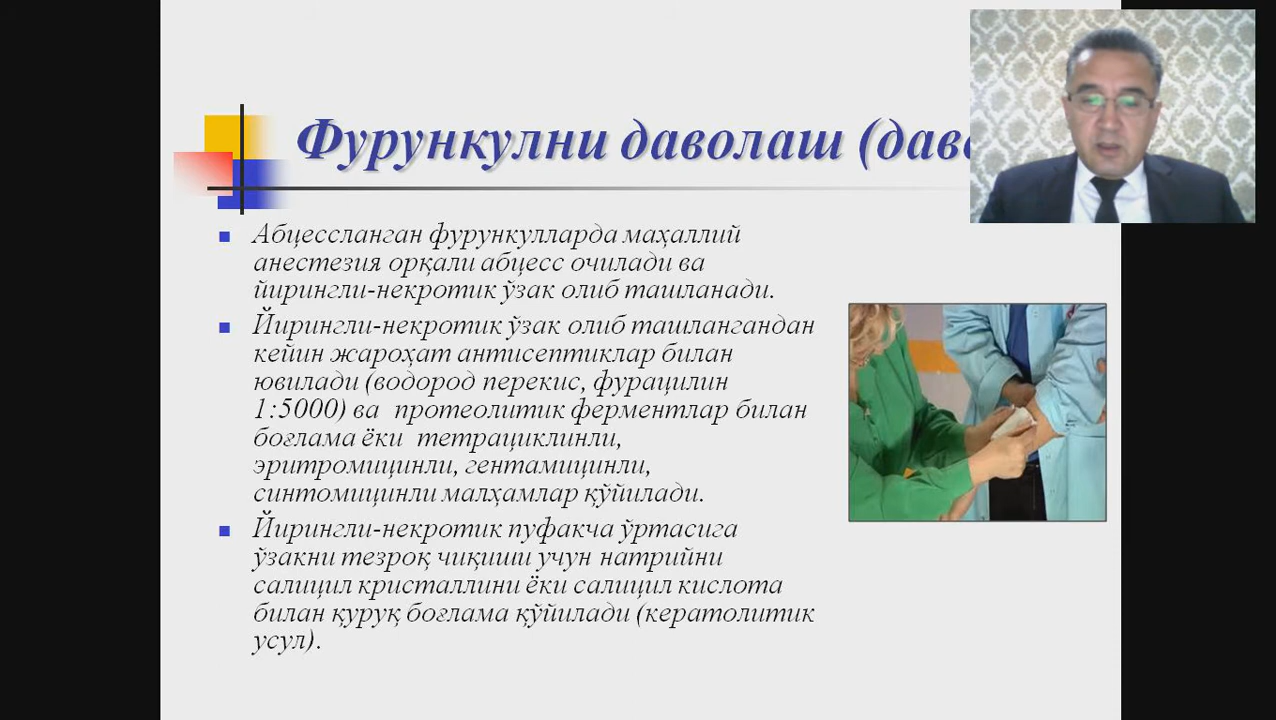 Фурункулни даволаш
Абцессланган фурункулларда маҳаллий
анестезия орқали абцесс очилади ва
йирингли-некротик ўзак олиб ташланади.
Йирингли-некротик ўзак олиб ташлангандан
кейин жароҳат антисептиклар билан
ювилади (водород перекис, фурацилин
1:5000) ва протеолитик ферментлар билан
боғлама ёки тетрациклинли,
эритромицинли, гентамицинли,
синтомицинли малҳамлар қўйилади.
Йирингли-некротик пуфакча ўртасига
ўзакни тезроқ чиқиши учун натрийни
салицил кристаллини ёки салицил кислота
билан қуруқ боғлама қўйилади (кератолитик
усул).